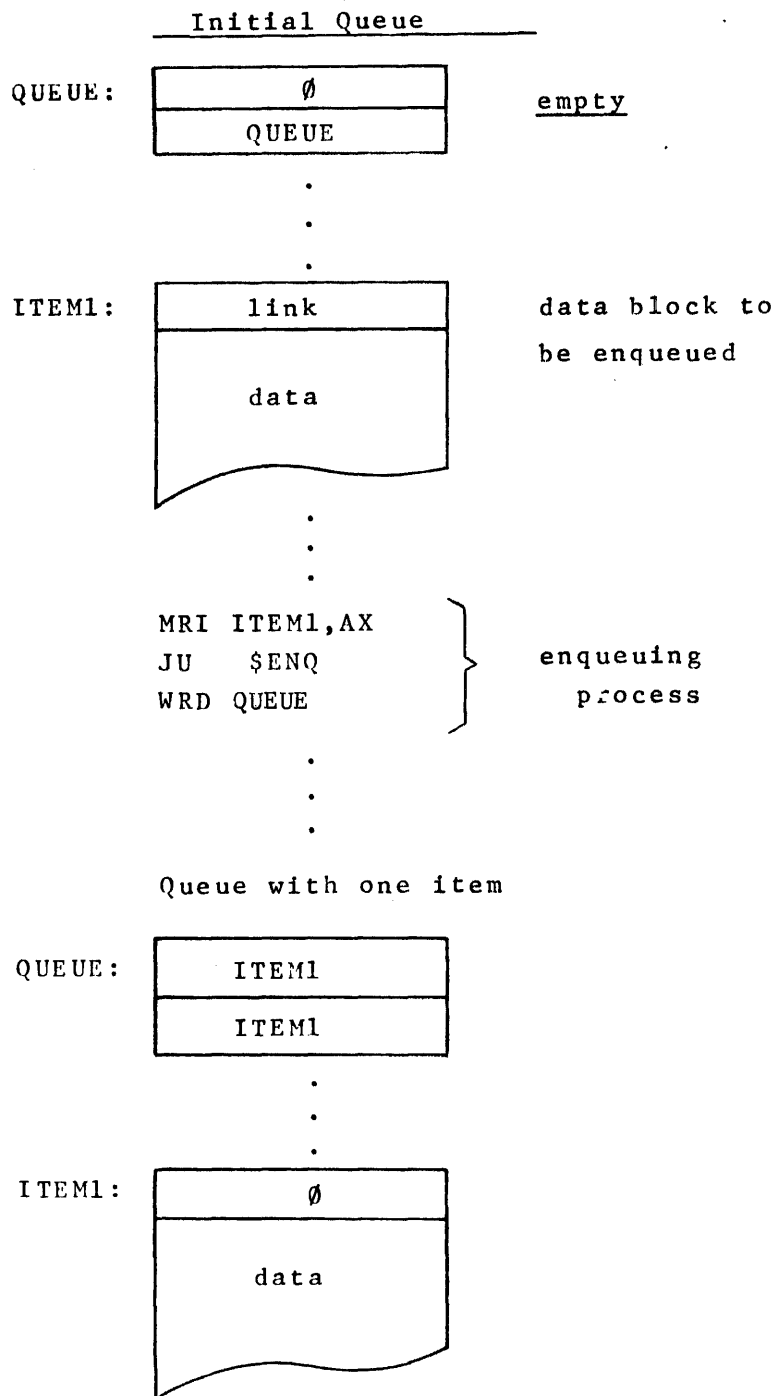 Initial Queue
QUEUE: Ø empty
QUEUE
ITEM1: link data block to
be enqueued
data
MRI ITEM1,AX
JU $ENQ enqueuing
WRD QUEUE process
Queue with one item
QUEUE: ITEM1
ITEM1
ITEM1: Ø
data